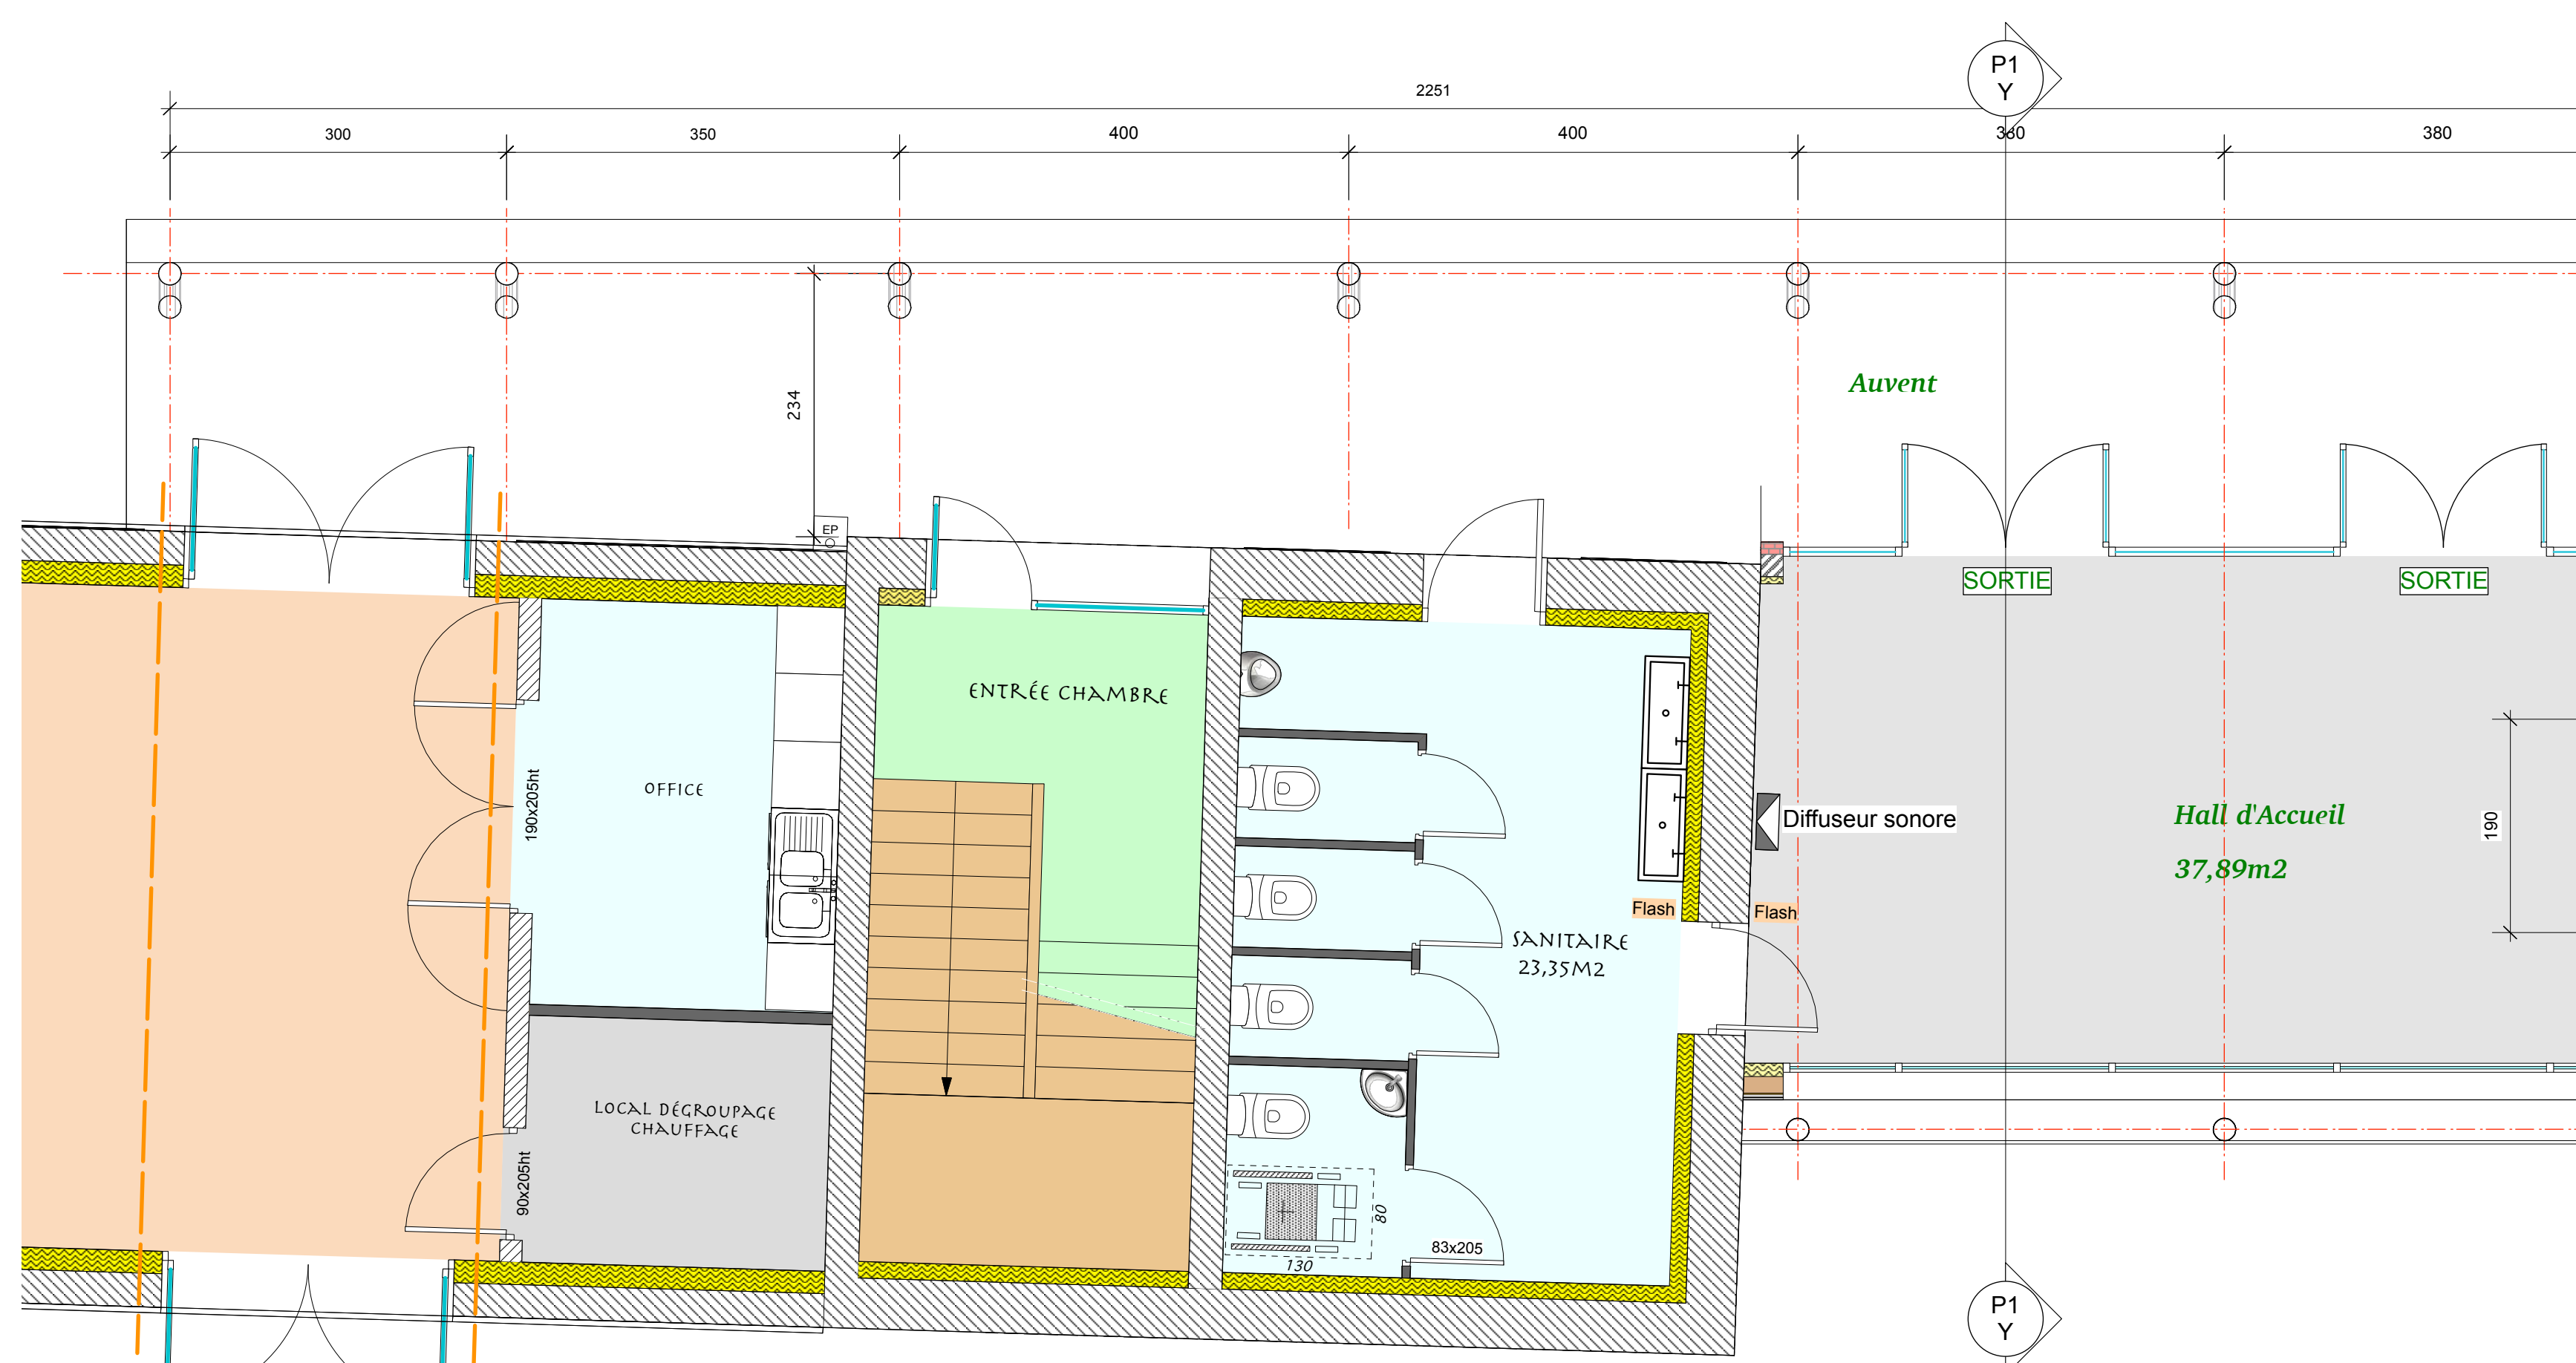 P1
Y
2251
300
350
400
400
380
380
234
EP
Auvent
SORTIE
SORTIE
ENTRÉE CHAMBRE
OFFICE
190x205ht
Diffuseur sonore
Hall d'Accueil
37,89m2
190
Flash
Flash
SANITAIRE
23,35M2
LOCAL DÉGROUPAGE
CHAUFFAGE
90x205ht
80
130
83x205
P1
Y